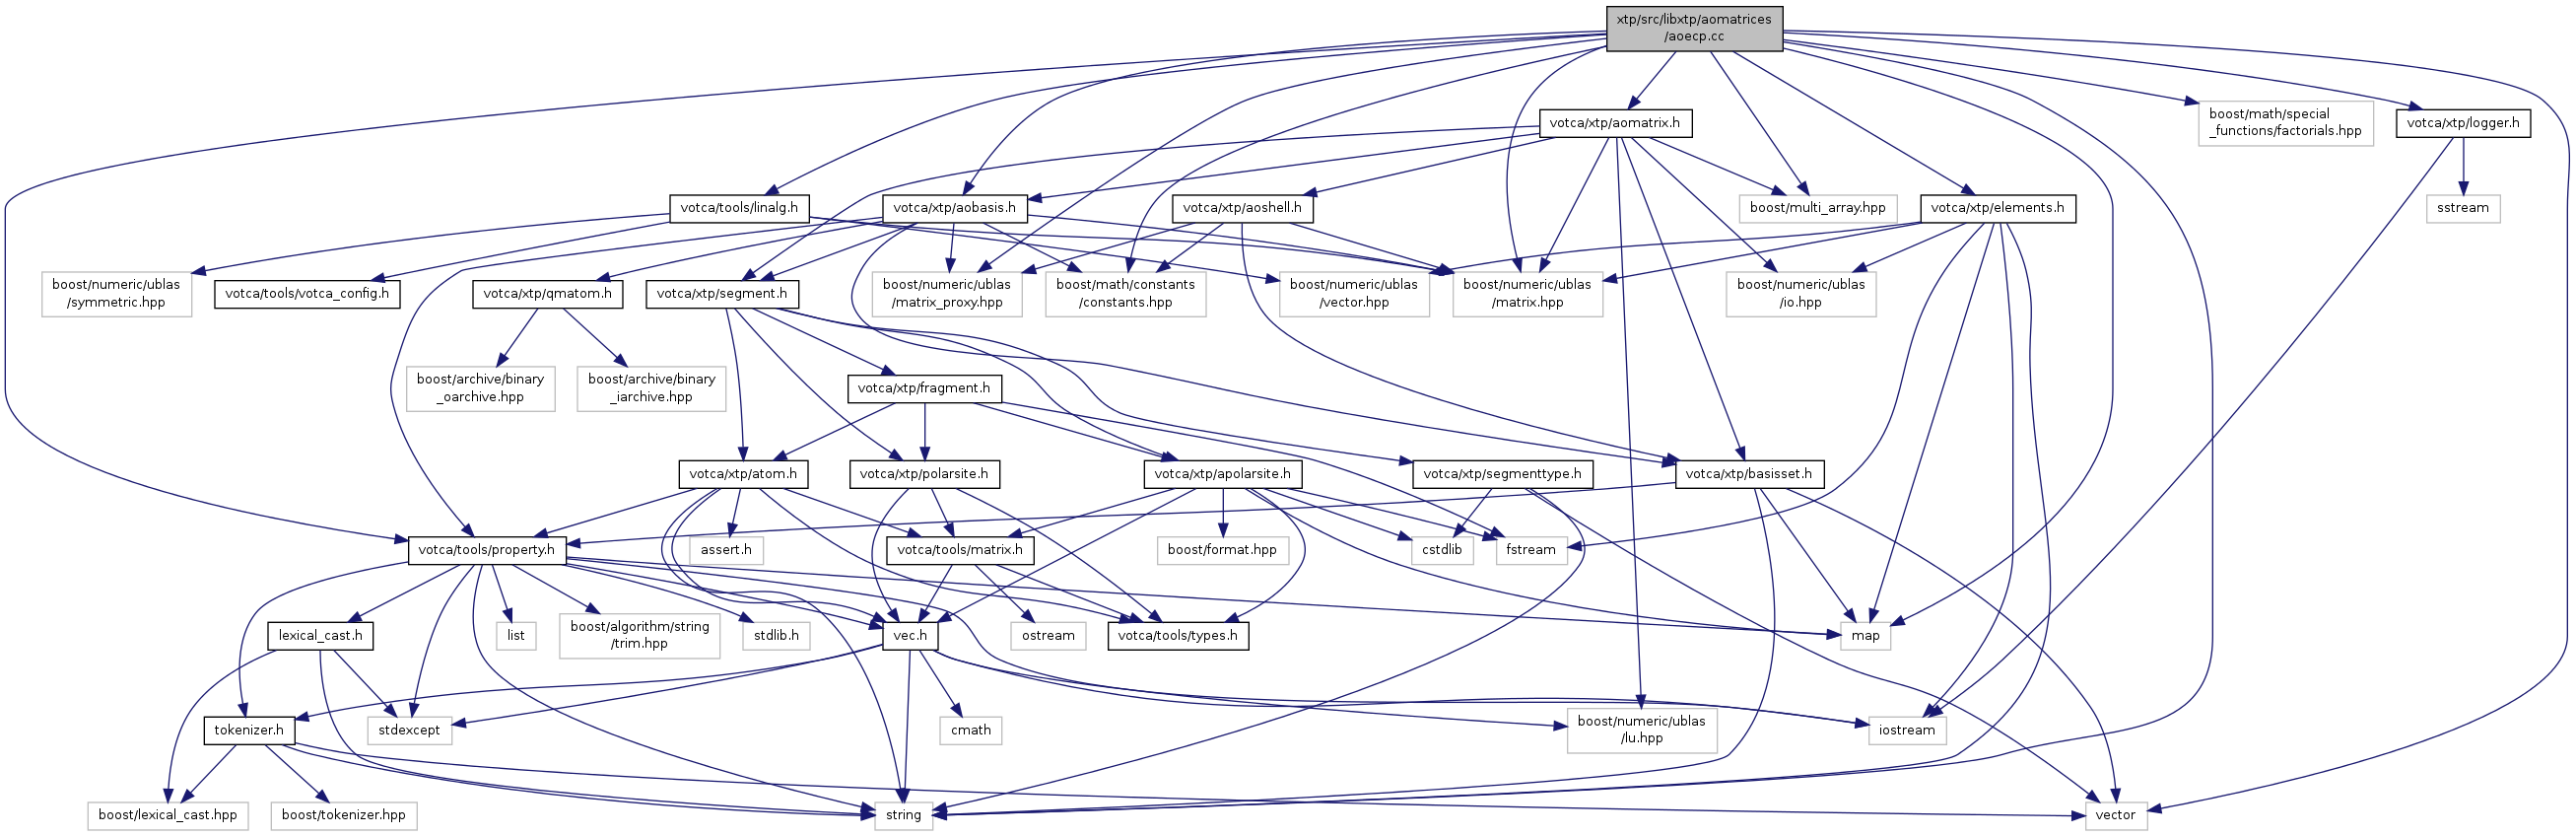 xtp/src/libxtp/aomatrices
/aoecp.cc
votca/xtp/aomatrix.h
boost/math/special
_functions/factorials.hpp
votca/xtp/logger.h
votca/tools/linalg.h
votca/xtp/aobasis.h
votca/xtp/aoshell.h
boost/multi_array.hpp
votca/xtp/elements.h
sstream
boost/numeric/ublas
/symmetric.hpp
votca/tools/votca_config.h
votca/xtp/qmatom.h
votca/xtp/segment.h
boost/numeric/ublas
/matrix_proxy.hpp
boost/math/constants
/constants.hpp
boost/numeric/ublas
/vector.hpp
boost/numeric/ublas
/matrix.hpp
boost/numeric/ublas
/io.hpp
boost/archive/binary
_oarchive.hpp
boost/archive/binary
_iarchive.hpp
votca/xtp/fragment.h
votca/xtp/atom.h
votca/xtp/polarsite.h
votca/xtp/apolarsite.h
votca/xtp/segmenttype.h
votca/xtp/basisset.h
votca/tools/property.h
assert.h
votca/tools/matrix.h
boost/format.hpp
cstdlib
fstream
lexical_cast.h
list
boost/algorithm/string
/trim.hpp
stdlib.h
vec.h
ostream
votca/tools/types.h
map
tokenizer.h
stdexcept
cmath
boost/numeric/ublas
/lu.hpp
iostream
boost/lexical_cast.hpp
boost/tokenizer.hpp
string
vector